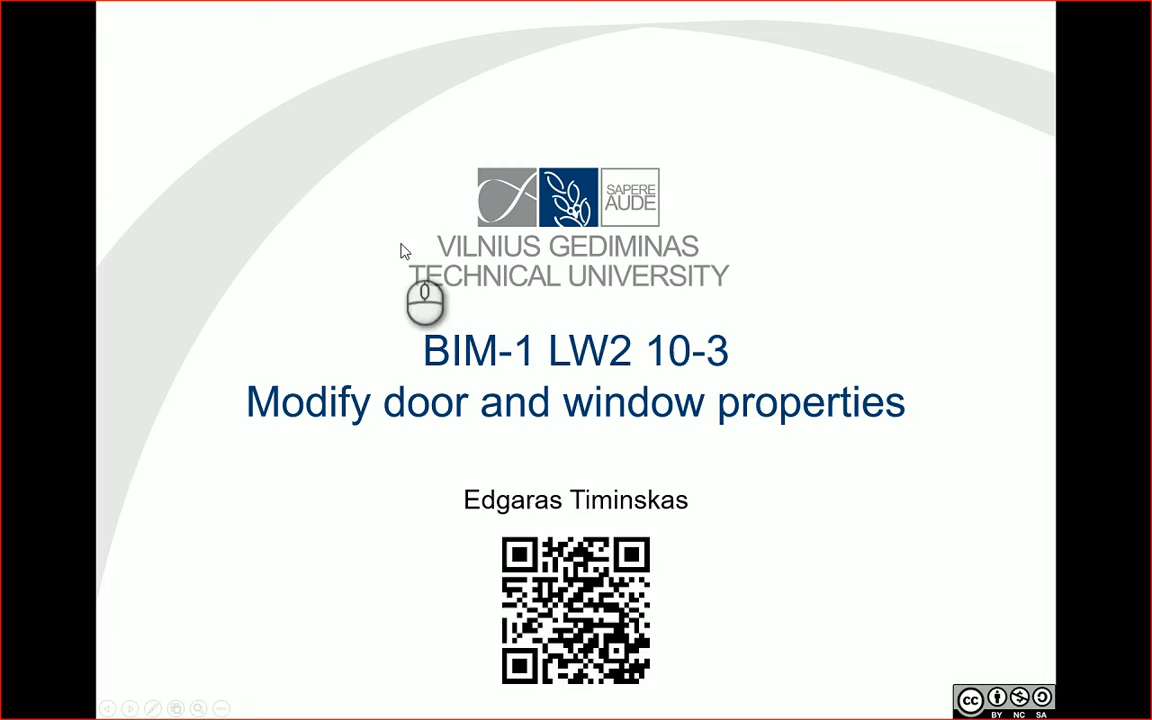 SAPERE
AUDE
VILNIUS GEDIMINAS
TECHNICAL UNIVERSITY
BIM-1 LW2 10-3
Modify door and window properties
Edgaras Timinskas
cc
BY NC SA